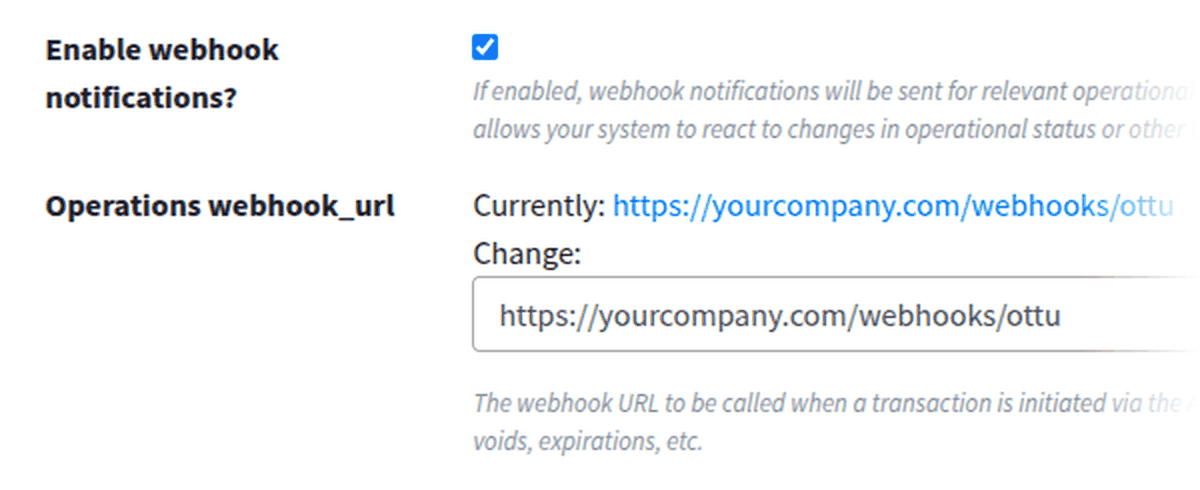 Enable webhook
notifications?
If enabled, webhook notifications will be sent for relevant operational
allows your system to react to changes in operational status or other
Operations webhook_url
Currently: https://yourcompany.com/webhooks/ottu
Change:
https://yourcompany.com/webhooks/ottu
The webhook URL to be called when a transaction is initiated via the
voids, expirations, etc.